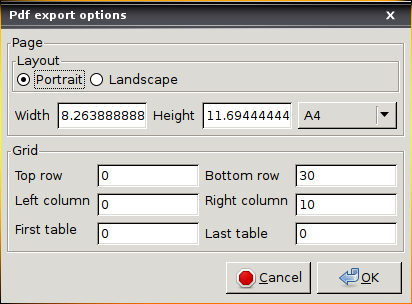 Pdf export options
Page
Layout
Portrait Landscape
Width 8.263888888 Height 11.69444444 A4
Grid
Top row 0 Bottom row 30
Left column 0 Right column 10
First table 0 Last table 0
Cancel OK